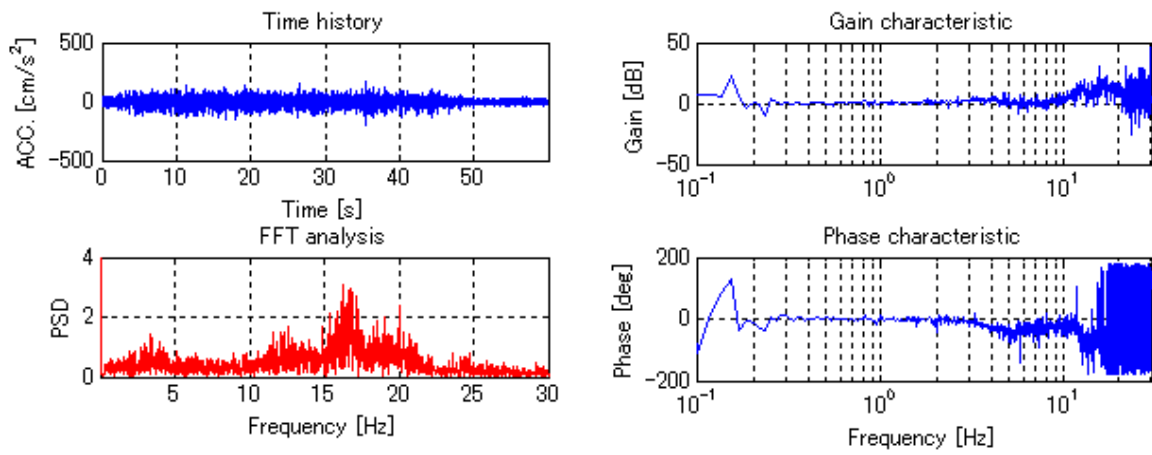 Time history
500
0
-500
ACC. [cm/s²]
0 10 20 30 40 50
Time [s]
Gain characteristic
50
0
-50
Gain [dB]
10⁻¹ 10⁰ 10¹
FFT analysis
4
2
0
PSD
5 10 15 20 25 30
Frequency [Hz]
Phase characteristic
200
0
-200
Phase [deg]
10⁻¹ 10⁰ 10¹
Frequency [Hz]